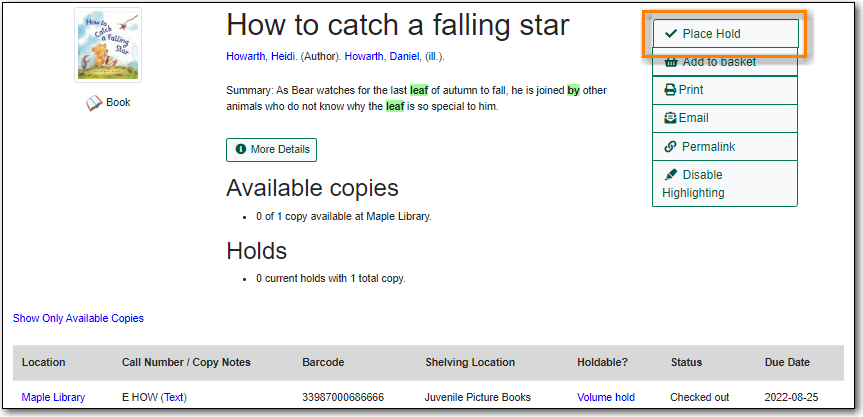 How to catch a falling star
How to
Catch
a Falling
Star
Howarth, Heidi. (Author). Howarth, Daniel, (ill.).
Book
Summary: As Bear watches for the last leaf of autumn to fall, he is joined by other
animals who do not know why the leaf is so special to him.
More Details
Place Hold
Add to basket
Print
Email
Permalink
Disable
Highlighting
Available copies
0 of 1 copy available at Maple Library.
Holds
0 current holds with 1 total copy.
Show Only Available Copies
Location Call Number / Copy Notes Barcode Shelving Location Holdable? Status Due Date
Maple Library E HOW (Text) 33987000686666 Juvenile Picture Books Volume hold Checked out 2022-08-25